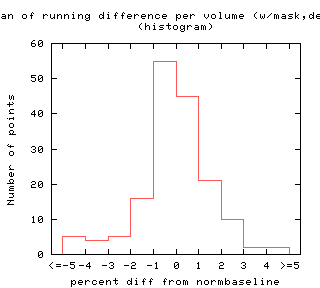 an of running difference per volume (w/mask,de
(histogram)
60
50
40
30
20
10
0
Number of points
<=-5 -4 -3 -2 -1 0 1 2 3 4 >=5
percent diff from normbaseline